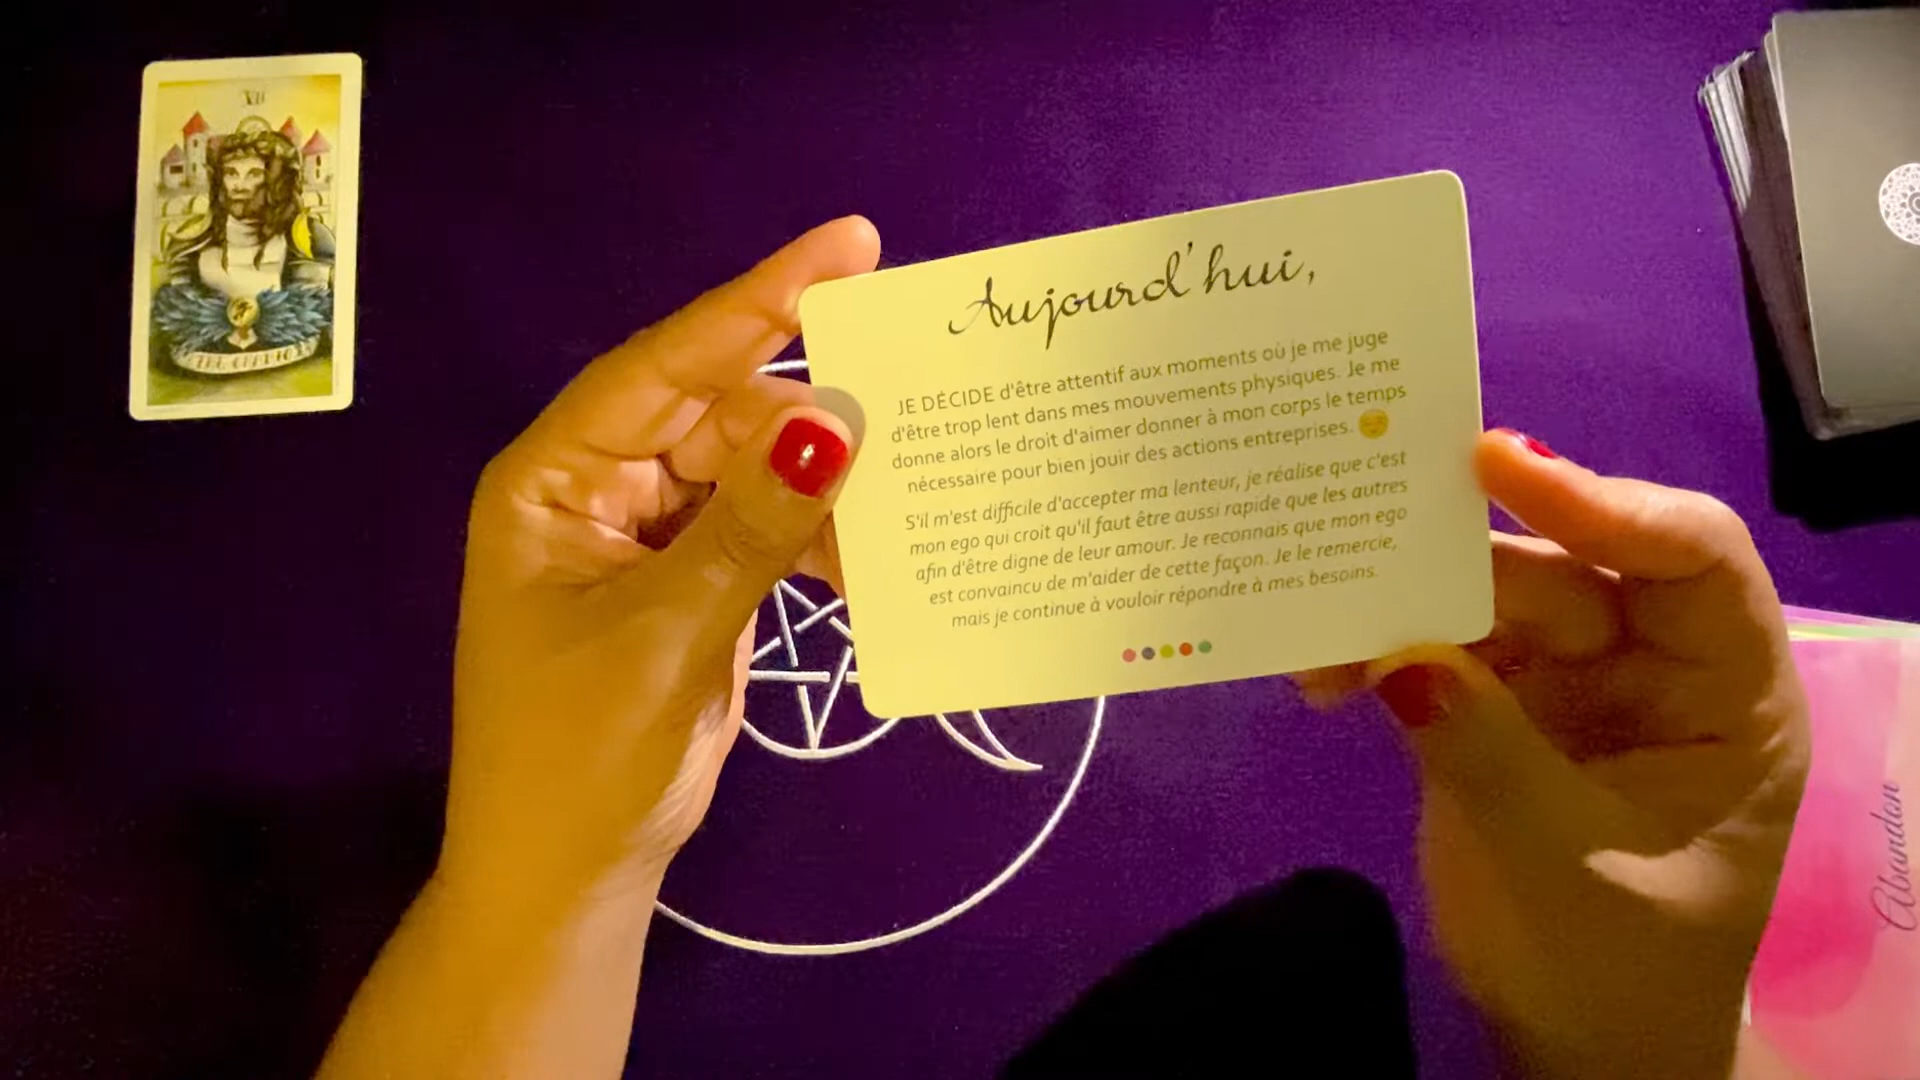 VII
THE CHARIOT
Aujourd'hui,
JE DÉCIDE d'être attentif aux moments où je me juge
d'être trop lent dans mes mouvements physiques. Je me
donne alors le droit d'aimer donner à mon corps le temps
nécessaire pour bien jouir des actions entreprises.
S'il m'est difficile d'accepter ma lenteur, je réalise que c'est
mon ego qui croit qu'il faut être aussi rapide que les autres
afin d'être digne de leur amour. Je reconnais que mon ego
est convaincu de m'aider de cette façon. Je le remercie,
mais je continue à vouloir répondre à mes besoins.
Abandon